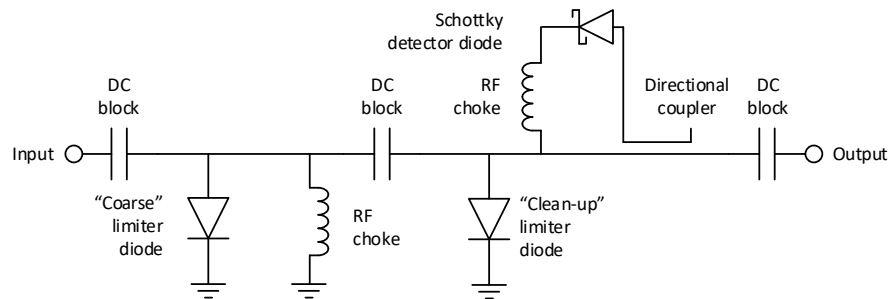 Schottky
detector diode
DC
block
DC
block
RF
choke
Directional
coupler
DC
block
Input
Output
“Coarse”
limiter
diode
RF
choke
“Clean-up”
limiter
diode